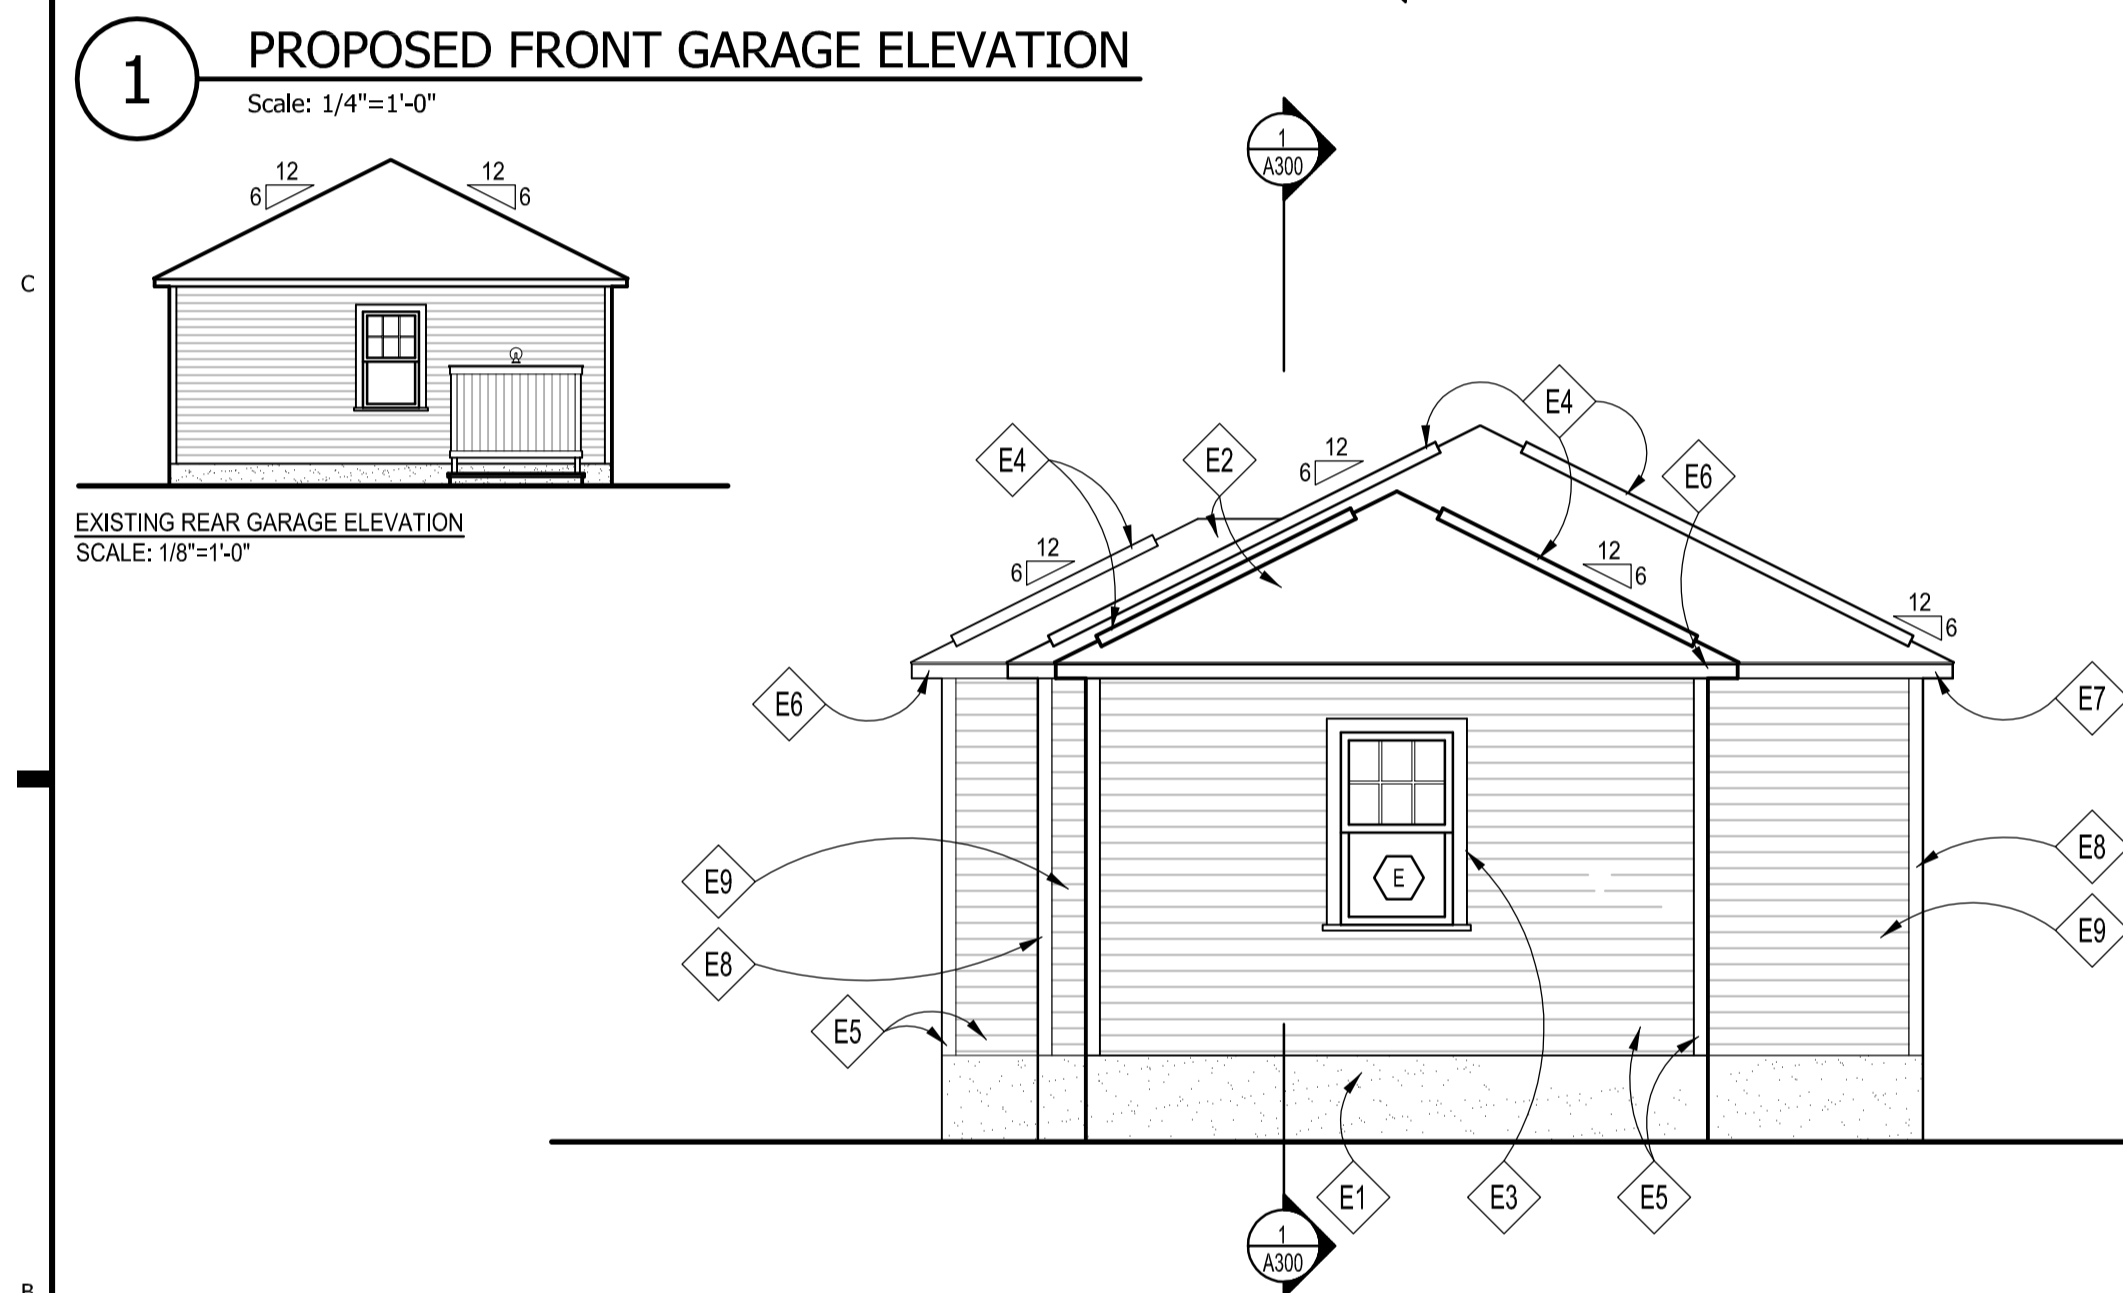 1
PROPOSED FRONT GARAGE ELEVATION
Scale: 1/4"=1'-0"
1
A300
12
6
12
6
C
EXISTING REAR GARAGE ELEVATION
SCALE: 1/8"=1'-0"
E4
E4
E2
12
6
E6
12
6
12
6
12
6
E6
E7
E8
E9
E
E9
E8
E5
E1
E3
E5
1
A300